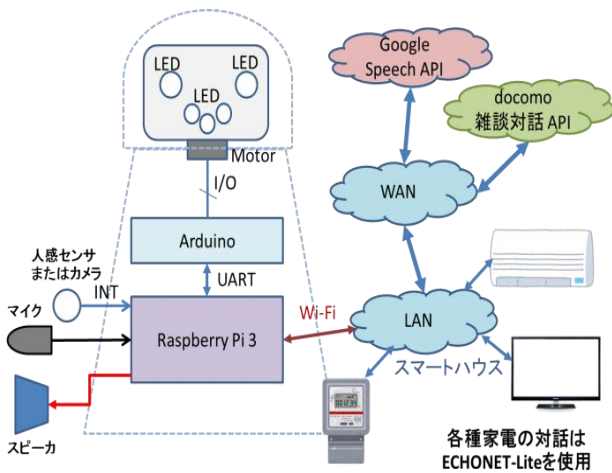 LED
LED
LED
Motor
I/O
Arduino
UART
人感センサ
またはカメラ
INT
マイク
Raspberry Pi 3
スピーカ
Wi-Fi
Google
Speech API
docomo
雑談対話 API
WAN
LAN
スマートハウス
各種家電の対話は
ECHONET-Liteを使用